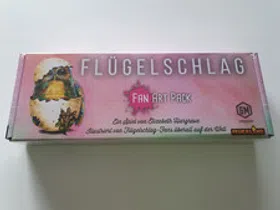 FLÜGELSCHLAG
FAN ART PACK
Ein Spiel von Elizabeth Hargrave
Illustriert von Flügelschlag-Fans überall auf der Welt